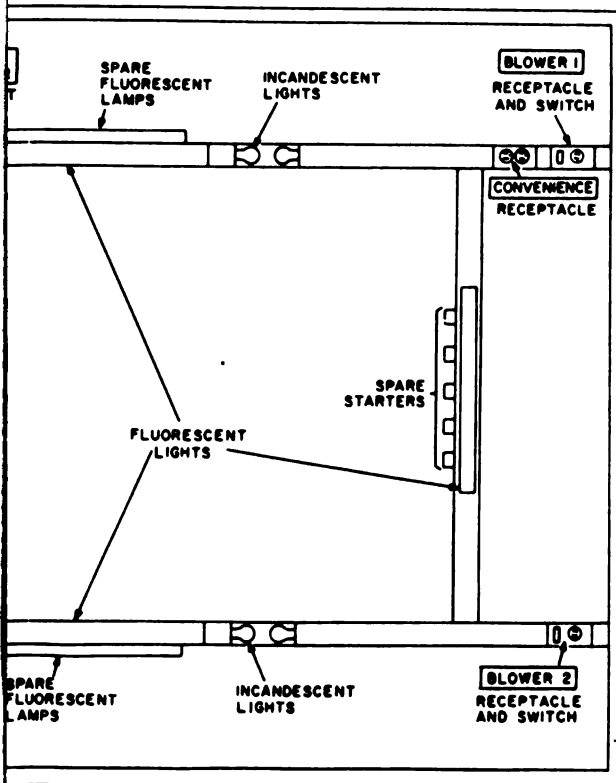 SPARE
FLUORESCENT
LAMPS
INCANDESCENT
LIGHTS
BLOWER 1
RECEPTACLE
AND SWITCH
T
CONVENIENCE
RECEPTACLE
SPARE
STARTERS
FLUORESCENT
LIGHTS
SPARE
FLUORESCENT
LAMPS
INCANDESCENT
LIGHTS
BLOWER 2
RECEPTACLE
AND SWITCH